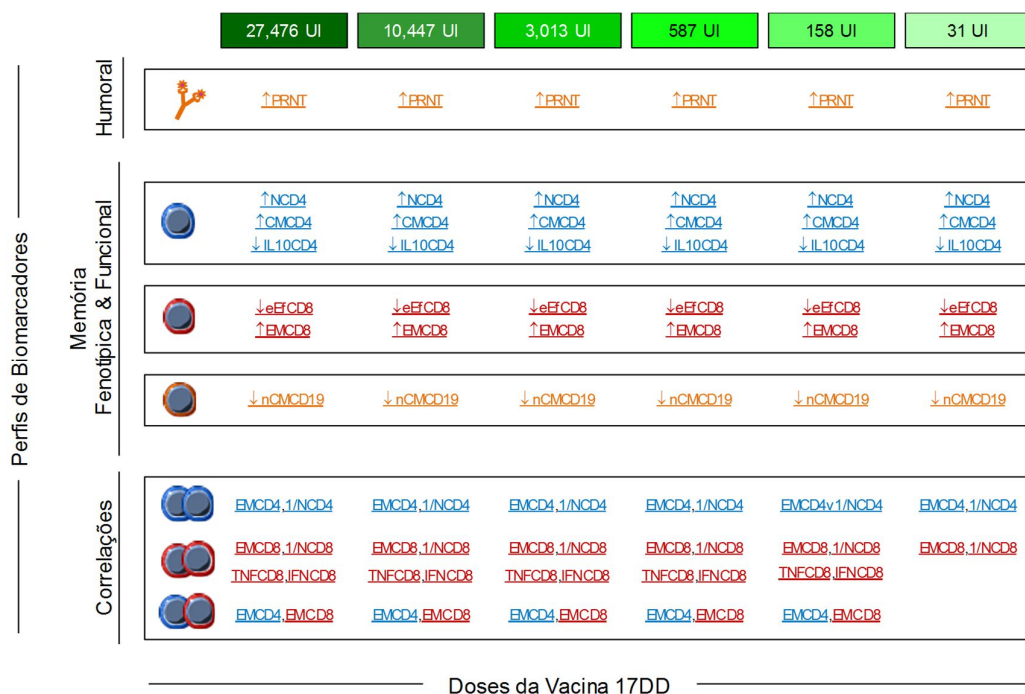 27,476 UI 10,447 UI 3,013 UI 587 UI 158 UI 31 UI
Perfis de Biomarcadores
Humoral
↑PRNT ↑PRNT ↑PRNT ↑PRNT ↑PRNT ↑PRNT
Memória
Fenotípica & Funcional
↑NCD4 ↑NCD4 ↑NCD4 ↑NCD4 ↑NCD4 ↑NCD4
↑CMCD4 ↑CMCD4 ↑CMCD4 ↑CMCD4 ↑CMCD4 ↑CMCD4
↓IL10CD4 ↓IL10CD4 ↓IL10CD4 ↓IL10CD4 ↓IL10CD4 ↓IL10CD4
↓eEfCD8 ↓eEfCD8 ↓eEfCD8 ↓eEfCD8 ↓eEfCD8 ↓eEfCD8
↑EMCD8 ↑EMCD8 ↑EMCD8 ↑EMCD8 ↑EMCD8 ↑EMCD8
↓nCMCD19 ↓nCMCD19 ↓nCMCD19 ↓nCMCD19 ↓nCMCD19 ↓nCMCD19
Correlações
EMCD4,1/NCD4 EMCD4,1/NCD4 EMCD4,1/NCD4 EMCD4,1/NCD4 EMCD4v1/NCD4 EMCD4,1/NCD4
EMCD8,1/NCD8 EMCD8,1/NCD8 EMCD8,1/NCD8 EMCD8,1/NCD8 EMCD8,1/NCD8 EMCD8,1/NCD8
TNFCD8,IFNCD8 TNFCD8,IFNCD8 TNFCD8,IFNCD8 TNFCD8,IFNCD8 TNFCD8,IFNCD8
EMCD4,EMCD8 EMCD4,EMCD8 EMCD4,EMCD8 EMCD4,EMCD8 EMCD4,EMCD8
Doses da Vacina 17DD